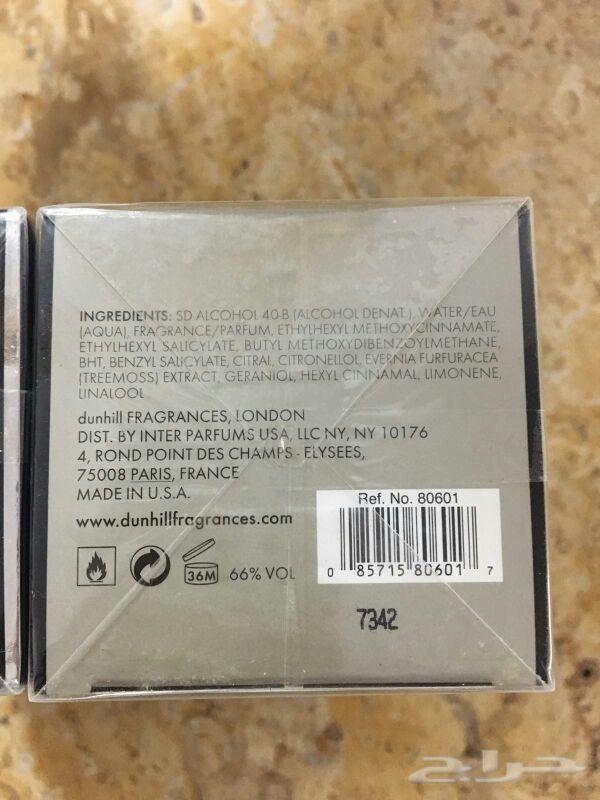 INGREDIENTS: SD ALCOHOL 40-B (ALCOHOL DENAT.), WATER/EAU
(AQUA), FRAGRANCE/PARFUM, ETHYLHEXYL METHOXYCINNAMATE,
ETHYLHEXYL SALICYLATE, BUTYL METHOXYDIBENZOYLMETHANE,
BHT, BENZYL SALICYLATE, CITRAL, CITRONELLOL, EVERNIA FURFURACEA
(TREEMOSS) EXTRACT, GERANIOL, HEXYL CINNAMAL, LIMONENE,
LINALOOL
dunhill FRAGRANCES, LONDON
DIST. BY INTER PARFUMS USA, LLC NY, NY 10176
4, ROND POINT DES CHAMPS - ELYSEES,
75008 PARIS, FRANCE
MADE IN U.S.A.
www.dunhillfragrances.com
Ref. No. 80601
0 85715 80601 7
36M 66% VOL
7342
حراج